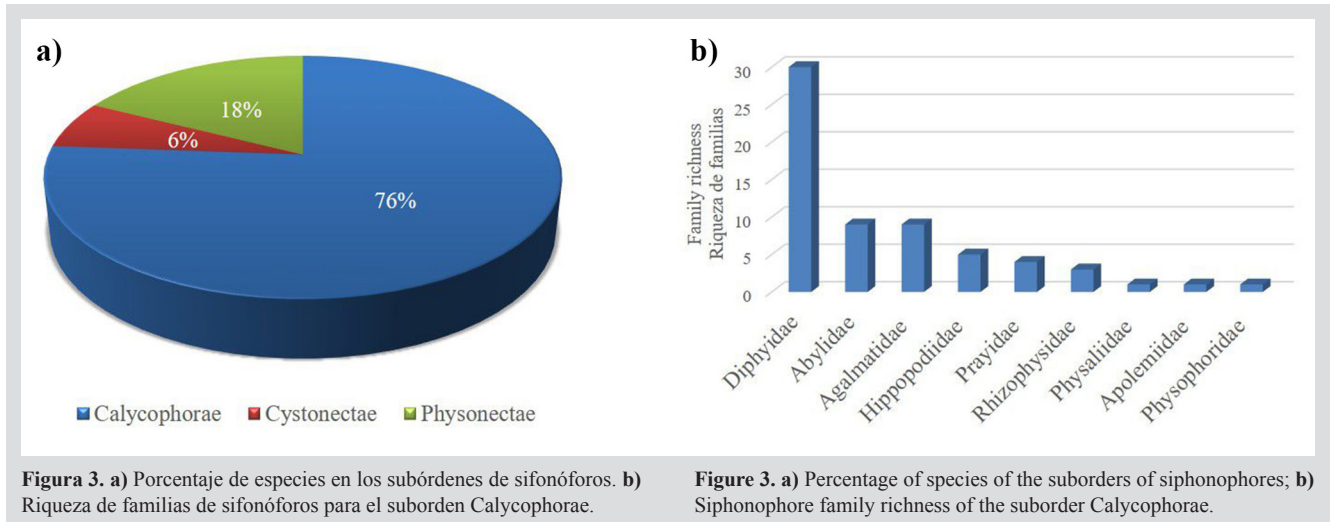 a)
18%
6%
76%
Calycophorae Cystonectae Physonectae
b)
Family richness
Riqueza de familias
30
25
20
15
10
5
0
Diphyidae
Abylidae
Agalmatidae
Hippopodiidae
Prayidae
Rhizophysidae
Physaliidae
Apolemiidae
Physophoridae
Figura 3. a) Porcentaje de especies en los subórdenes de sifonóforos. b)
Riqueza de familias de sifonóforos para el suborden Calycophorae.
Figure 3. a) Percentage of species of the suborders of siphonophores; b)
Siphonophore family richness of the suborder Calycophorae.